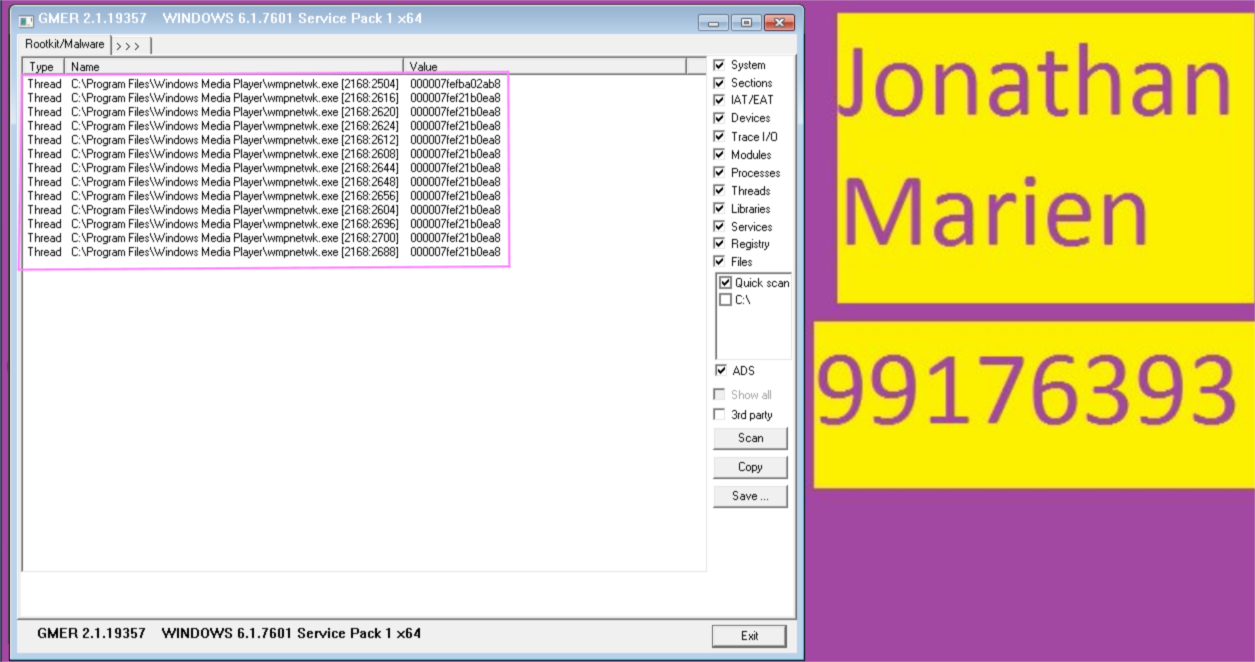 GMER 2.1.19357 WINDOWS 6.1.7601 Service Pack 1 x64
Rootkit/Malware > > >
Type Name Value
Thread C:\Program Files\Windows Media Player\wmpnetwk.exe [2168:2504] 000007fefba02ab8
Thread C:\Program Files\Windows Media Player\wmpnetwk.exe [2168:2616] 000007fef21b0ea8
Thread C:\Program Files\Windows Media Player\wmpnetwk.exe [2168:2620] 000007fef21b0ea8
Thread C:\Program Files\Windows Media Player\wmpnetwk.exe [2168:2624] 000007fef21b0ea8
Thread C:\Program Files\Windows Media Player\wmpnetwk.exe [2168:2612] 000007fef21b0ea8
Thread C:\Program Files\Windows Media Player\wmpnetwk.exe [2168:2608] 000007fef21b0ea8
Thread C:\Program Files\Windows Media Player\wmpnetwk.exe [2168:2644] 000007fef21b0ea8
Thread C:\Program Files\Windows Media Player\wmpnetwk.exe [2168:2648] 000007fef21b0ea8
Thread C:\Program Files\Windows Media Player\wmpnetwk.exe [2168:2656] 000007fef21b0ea8
Thread C:\Program Files\Windows Media Player\wmpnetwk.exe [2168:2604] 000007fef21b0ea8
Thread C:\Program Files\Windows Media Player\wmpnetwk.exe [2168:2696] 000007fef21b0ea8
Thread C:\Program Files\Windows Media Player\wmpnetwk.exe [2168:2700] 000007fef21b0ea8
Thread C:\Program Files\Windows Media Player\wmpnetwk.exe [2168:2688] 000007fef21b0ea8
System
Sections
IAT/EAT
Devices
Trace I/O
Modules
Processes
Threads
Libraries
Services
Registry
Files
Quick scan
C:\
ADS
Show all
3rd party
Scan
Copy
Save ...
GMER 2.1.19357 WINDOWS 6.1.7601 Service Pack 1 x64
Exit
Jonathan
Marien
99176393